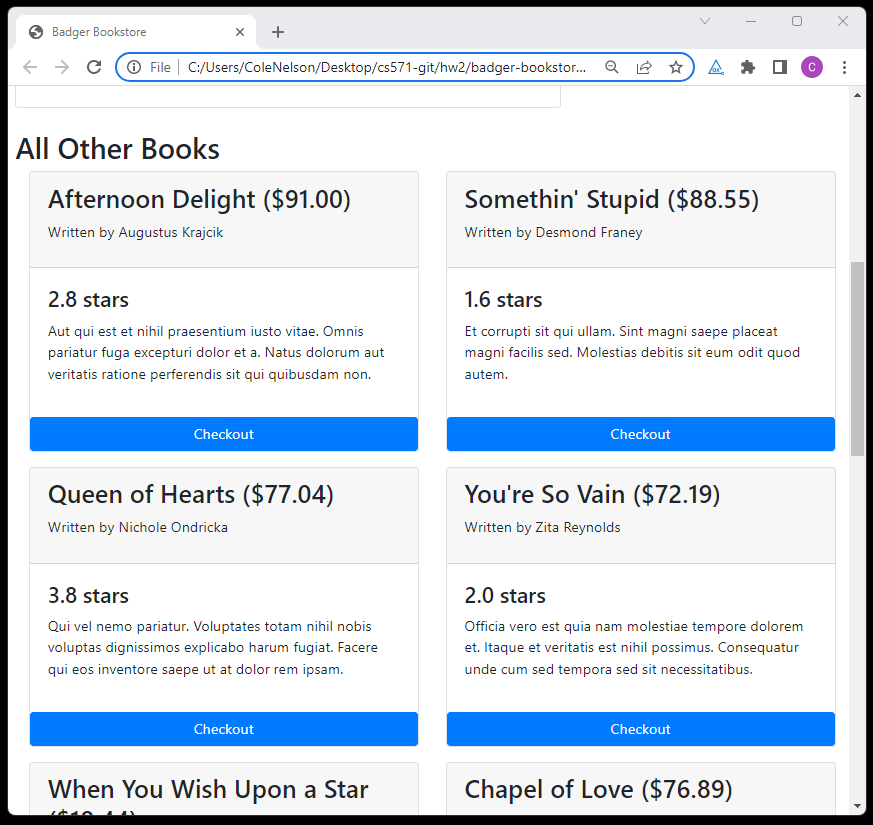 Badger Bookstore
File
C:/Users/ColeNelson/Desktop/cs571-git/hw2/badger-bookstor...
C
All Other Books
Afternoon Delight ($91.00)
Written by Augustus Krajcik
2.8 stars
Aut qui est et nihil praesentium iusto vitae. Omnis
pariatur fuga excepturi dolor et a. Natus dolorum aut
veritatis ratione perferendis sit qui quibusdam non.
Checkout
Somethin' Stupid ($88.55)
Written by Desmond Franey
1.6 stars
Et corrupti sit qui ullam. Sint magni saepe placeat
magni facilis sed. Molestias debitis sit eum odit quod
autem.
Checkout
Queen of Hearts ($77.04)
Written by Nichole Ondricka
3.8 stars
Qui vel nemo pariatur. Voluptates totam nihil nobis
voluptas dignissimos explicabo harum fugiat. Facere
qui eos inventore saepe ut at dolor rem ipsam.
Checkout
You're So Vain ($72.19)
Written by Zita Reynolds
2.0 stars
Officia vero est quia nam molestiae tempore dolorem
et. Itaque et veritatis est nihil possimus. Consequatur
unde cum sed tempora sed sit necessitatibus.
Checkout
When You Wish Upon a Star
Chapel of Love ($76.89)